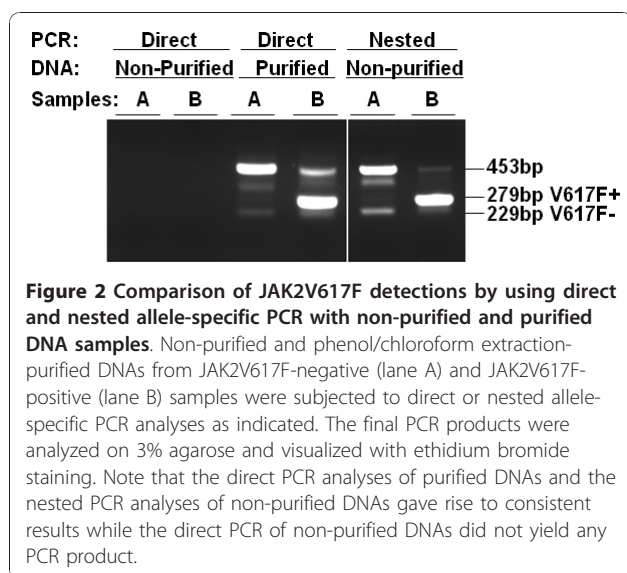 PCR: Direct Direct Nested
DNA: Non-Purified Purified Non-purified
Samples: A B A B A B
453bp
279bp V617F+
229bp V617F-
Figure 2 Comparison of JAK2V617F detections by using direct
and nested allele-specific PCR with non-purified and purified
DNA samples. Non-purified and phenol/chloroform extraction-
purified DNAs from JAK2V617F-negative (lane A) and JAK2V617F-
positive (lane B) samples were subjected to direct or nested allele-
specific PCR analyses as indicated. The final PCR products were
analyzed on 3% agarose and visualized with ethidium bromide
staining. Note that the direct PCR analyses of purified DNAs and the
nested PCR analyses of non-purified DNAs gave rise to consistent
results while the direct PCR of non-purified DNAs did not yield any
PCR product.